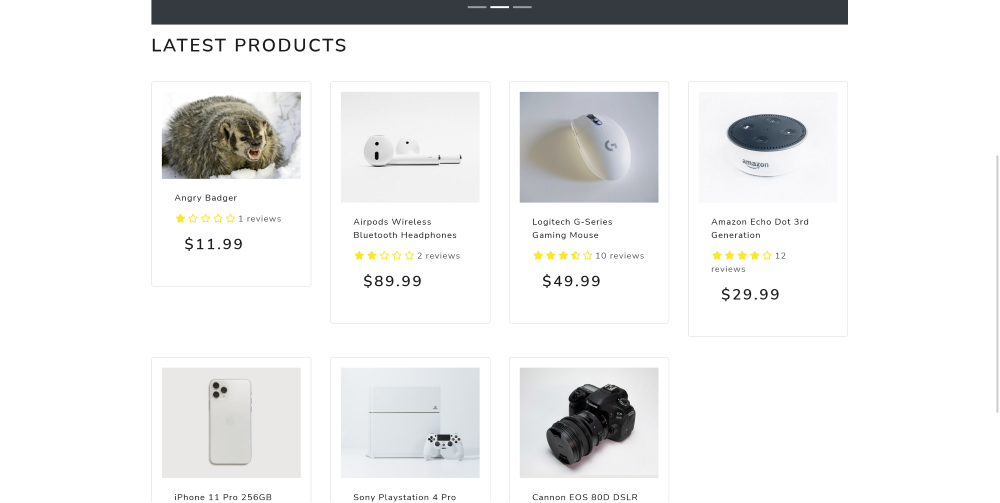 LATEST PRODUCTS
Angry Badger
1 reviews
$11.99
Airpods Wireless
Bluetooth Headphones
2 reviews
$89.99
Logitech G-Series
Gaming Mouse
10 reviews
$49.99
amazon
Amazon Echo Dot 3rd
Generation
12
reviews
$29.99
iPhone 11 Pro 256GB
Sony Playstation 4 Pro
Cannon EOS 80D DSLR